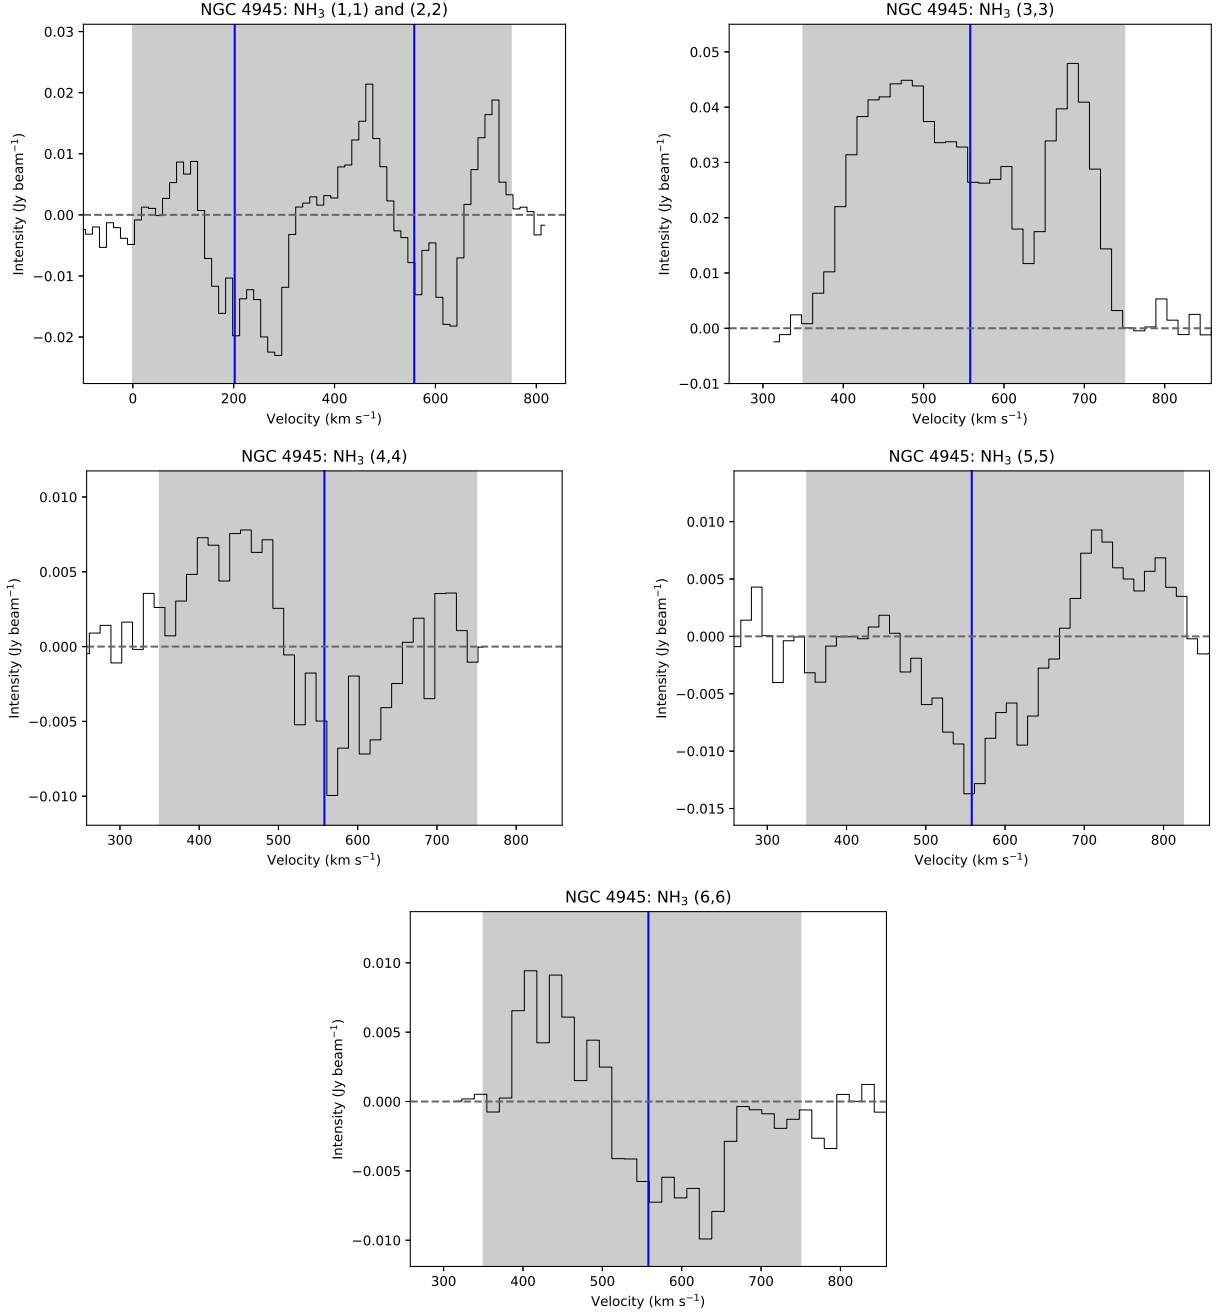 NGC 4945: NH₃ (1,1) and (2,2)
Intensity (Jy beam⁻¹)
0.03
0.02
0.01
0.00
−0.01
−0.02
0 200 400 600 800
Velocity (km s⁻¹)
NGC 4945: NH₃ (3,3)
Intensity (Jy beam⁻¹)
0.05
0.04
0.03
0.02
0.01
0.00
−0.01
300 400 500 600 700 800
Velocity (km s⁻¹)
NGC 4945: NH₃ (4,4)
Intensity (Jy beam⁻¹)
0.010
0.005
0.000
−0.005
−0.010
300 400 500 600 700 800
Velocity (km s⁻¹)
NGC 4945: NH₃ (5,5)
Intensity (Jy beam⁻¹)
0.010
0.005
0.000
−0.005
−0.010
−0.015
300 400 500 600 700 800
Velocity (km s⁻¹)
NGC 4945: NH₃ (6,6)
Intensity (Jy beam⁻¹)
0.010
0.005
0.000
−0.005
−0.010
300 400 500 600 700 800
Velocity (km s⁻¹)